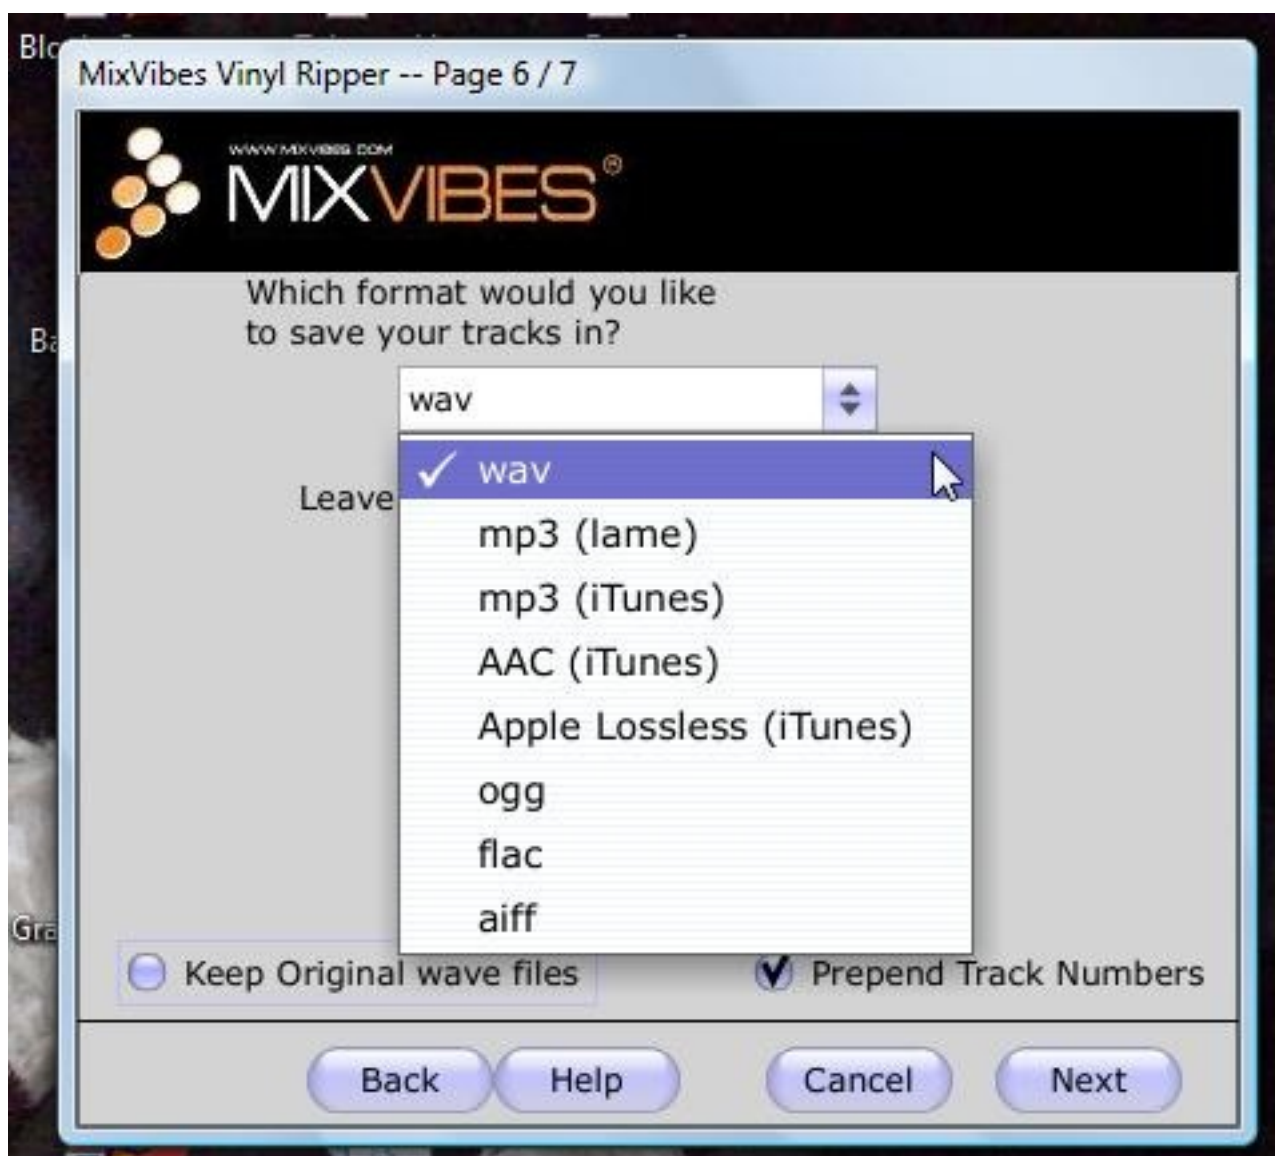 MixVibes Vinyl Ripper -- Page 6 / 7
WWW.MIXVIBES.COM
MIXVIBES®
Which format would you like
to save your tracks in?
wav
wav
Leave
mp3 (lame)
mp3 (iTunes)
AAC (iTunes)
Apple Lossless (iTunes)
ogg
flac
aiff
Keep Original wave files
Prepend Track Numbers
Back
Help
Cancel
Next